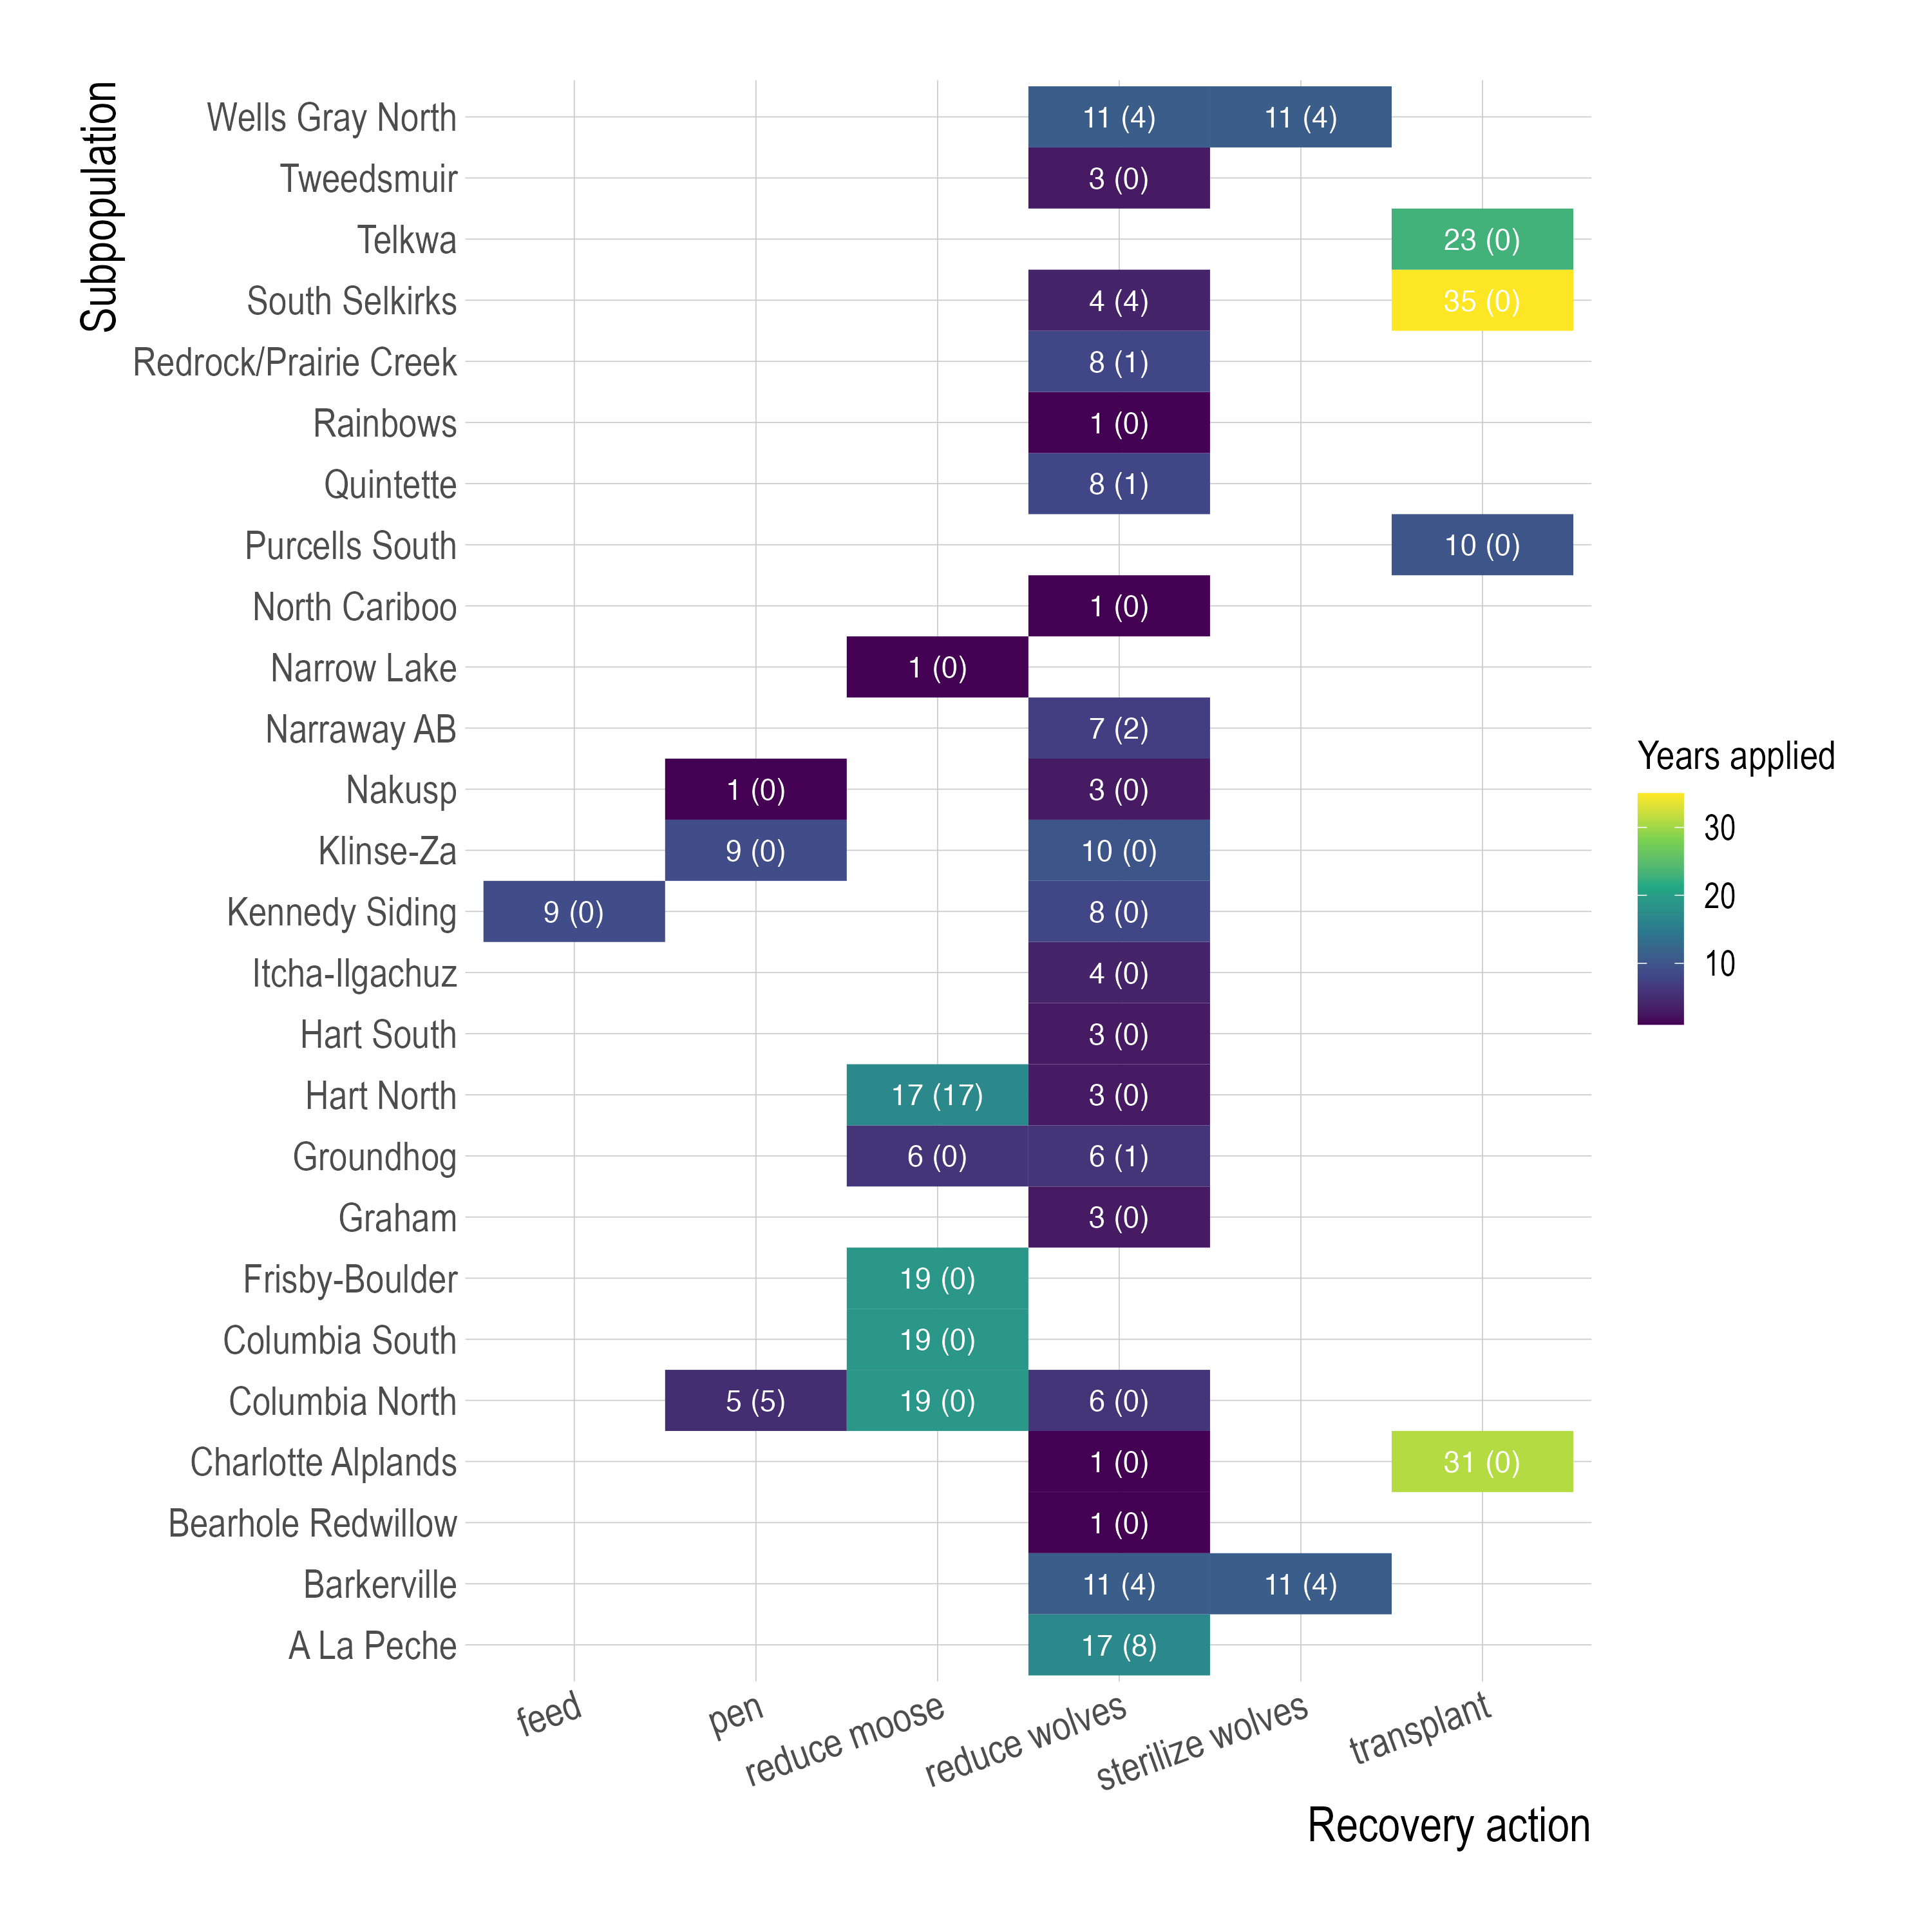 Subpopulation
Wells Gray North 11 (4) 11 (4)
Tweedsmuir 3 (0)
Telkwa 23 (0)
South Selkirks 4 (4) 35 (0)
Redrock/Prairie Creek 8 (1)
Rainbows 1 (0)
Quintette 8 (1)
Purcells South 10 (0)
North Cariboo 1 (0)
Narrow Lake 1 (0)
Narraway AB 7 (2)
Nakusp 1 (0) 3 (0)
Klinse-Za 9 (0) 10 (0)
Kennedy Siding 9 (0) 8 (0)
Itcha-Ilgachuz 4 (0)
Hart South 3 (0)
Hart North 17 (17) 3 (0)
Groundhog 6 (0) 6 (1)
Graham 3 (0)
Frisby-Boulder 19 (0)
Columbia South 19 (0)
Columbia North 5 (5) 19 (0) 6 (0)
Charlotte Alplands 1 (0) 31 (0)
Bearhole Redwillow 1 (0)
Barkerville 11 (4) 11 (4)
A La Peche 17 (8)
feed pen reduce moose reduce wolves sterilize wolves transplant
Recovery action
Years applied
30
20
10